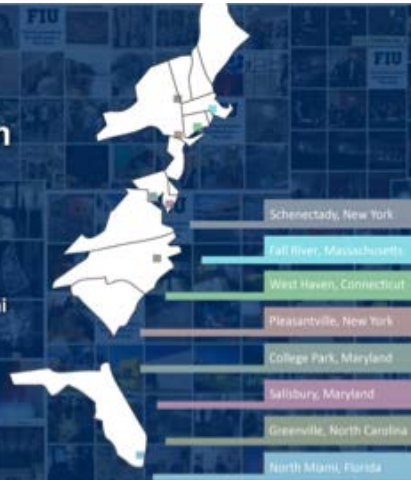 FIU
FIU
Schenectady, New York
Fall River, Massachusetts
West Haven, Connecticut
Pleasantville, New York
College Park, Maryland
Salisbury, Maryland
Greenville, North Carolina
North Miami, Florida